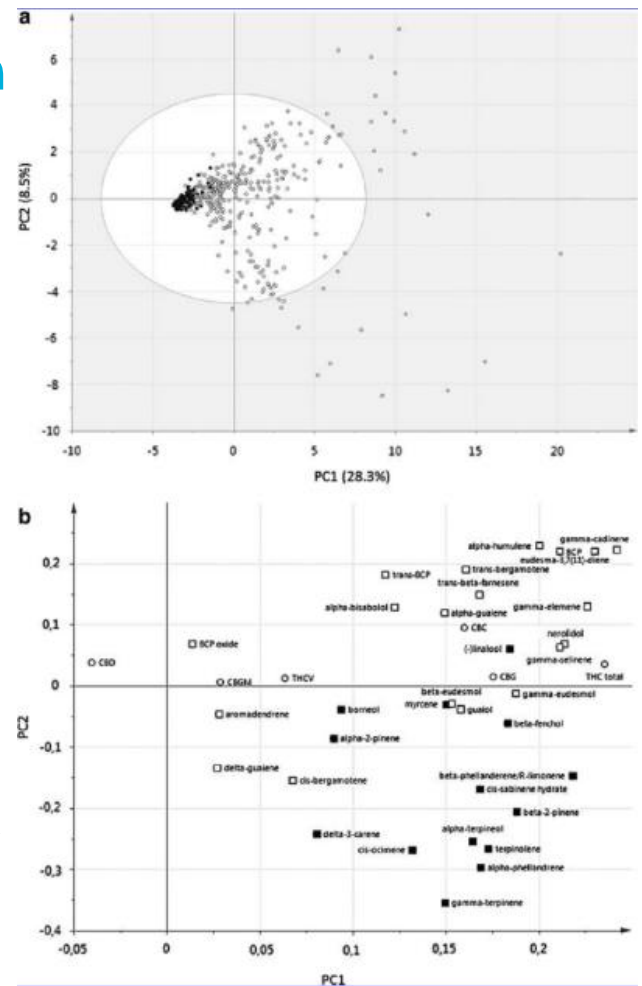 a
6
4
2
0
-2
-4
-6
-8
-10
PC2 (8.5%)
-10
-5
0
5
10
15
20
PC1 (28.3%)
b
0,2
0,1
0
-0,1
-0,2
-0,3
-0,4
PC2
gamma-cadinene
alpha-humulene
BCP
eudesma-3,7(11)-diene
trans-BCP
trans-bergamotene
trans-beta-farnesene
alpha-bisabolol
alpha-guaiene
gamma-elemene
CBC
nerolidol
BCP oxide
(-)linalool
gamma-selinene
CBD
CBGM
THCV
CBG
THC total
beta-eudesmol
gamma-eudesmol
myrcene
guaiol
borneol
aromadendrene
beta-fenchol
alpha-2-pinene
delta-guaiene
cis-bergamotene
beta-phellanderene/R-limonene
cis-sabinene hydrate
beta-2-pinene
delta-3-carene
alpha-terpineol
cis-ocimene
terpinolene
alpha-phellandrene
gamma-terpinene
-0,05
0
0,05
0,1
0,15
0,2
PC1